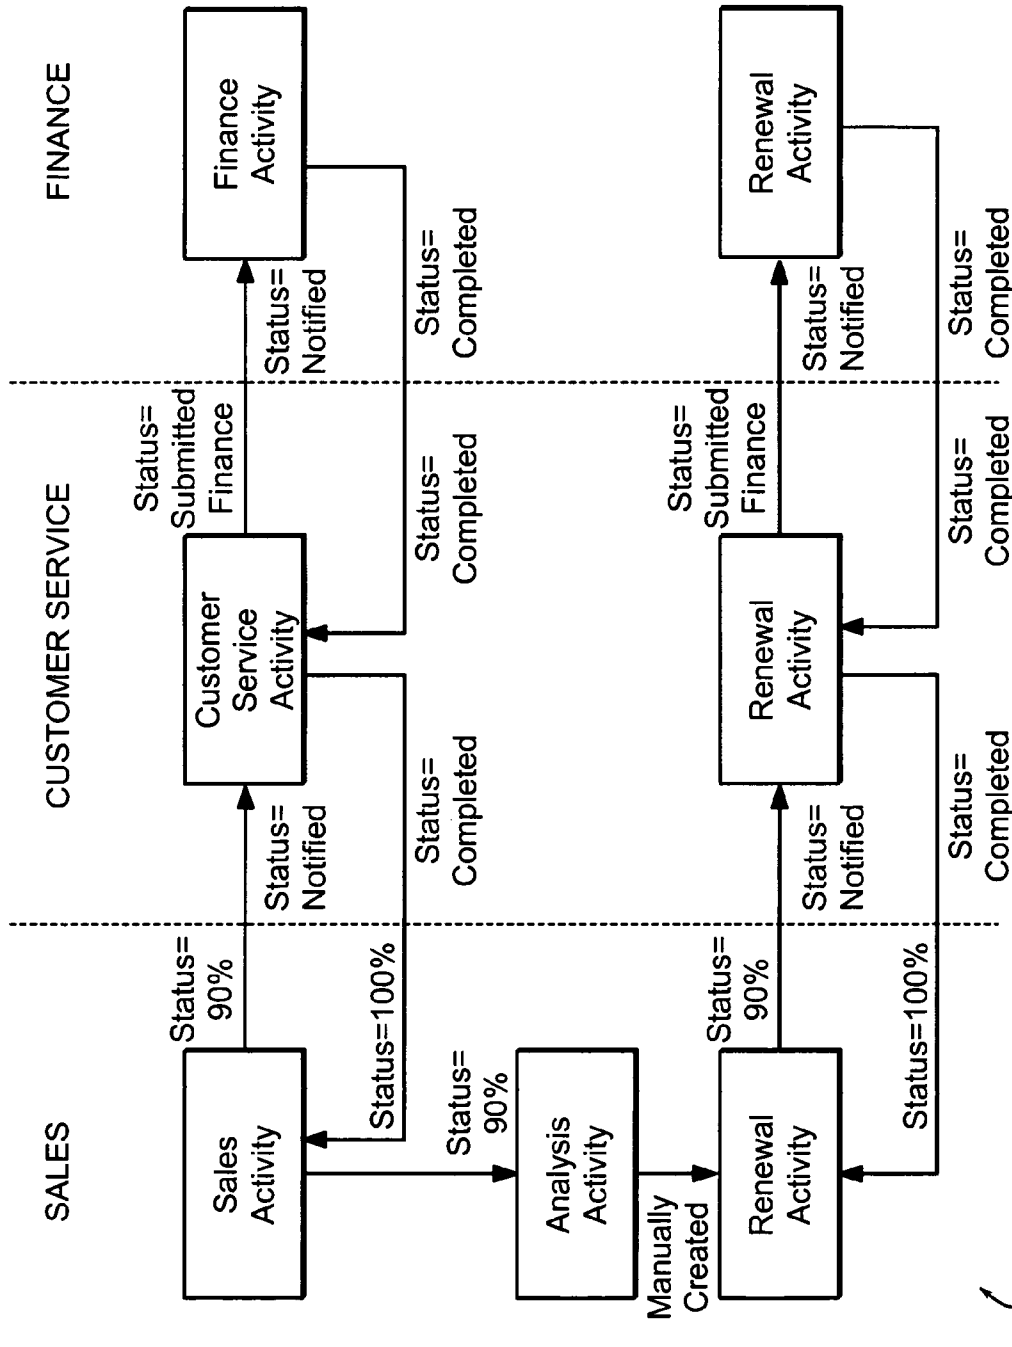 SALES
CUSTOMER SERVICE
FINANCE
Sales
Activity
Status=
90%
Status=
Notified
Customer
Service
Activity
Status=
Submitted
Finance
Status=
Notified
Finance
Activity
Status=100%
Status=
Completed
Status=
Completed
Status=
Completed
Status=
90%
Analysis
Activity
Manually
Created
Renewal
Activity
Status=
90%
Status=
Notified
Renewal
Activity
Status=
Submitted
Finance
Status=
Notified
Renewal
Activity
Status=100%
Status=
Completed
Status=
Completed
Status=
Completed